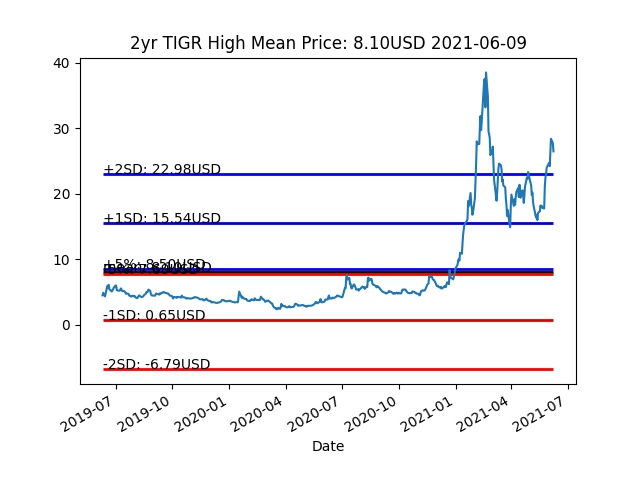 2yr TIGR High Mean Price: 8.10USD 2021-06-09
40
30
20
10
0
+2SD: 22.98USD
+1SD: 15.54USD
+5%: 8.50USD
-1SD: 0.65USD
-2SD: -6.79USD
2019-07
2019-10
2020-01
2020-04
2020-07
2020-10
2021-01
2021-04
2021-07
Date